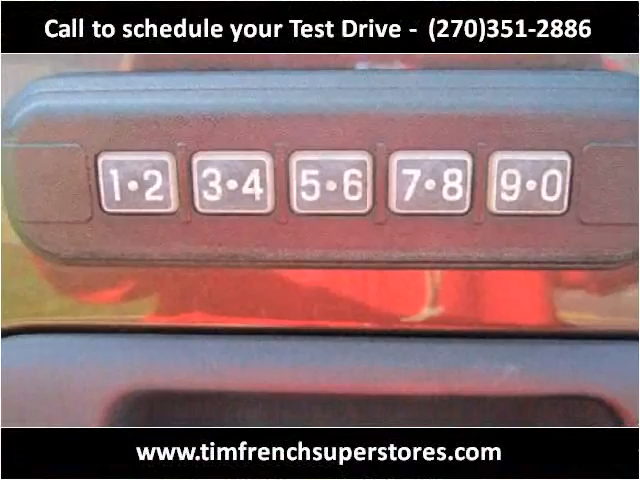 Call to schedule your Test Drive - (270)351-2886
1•2 3•4 5•6 7•8 9•0
www.timfrenchsuperstores.com